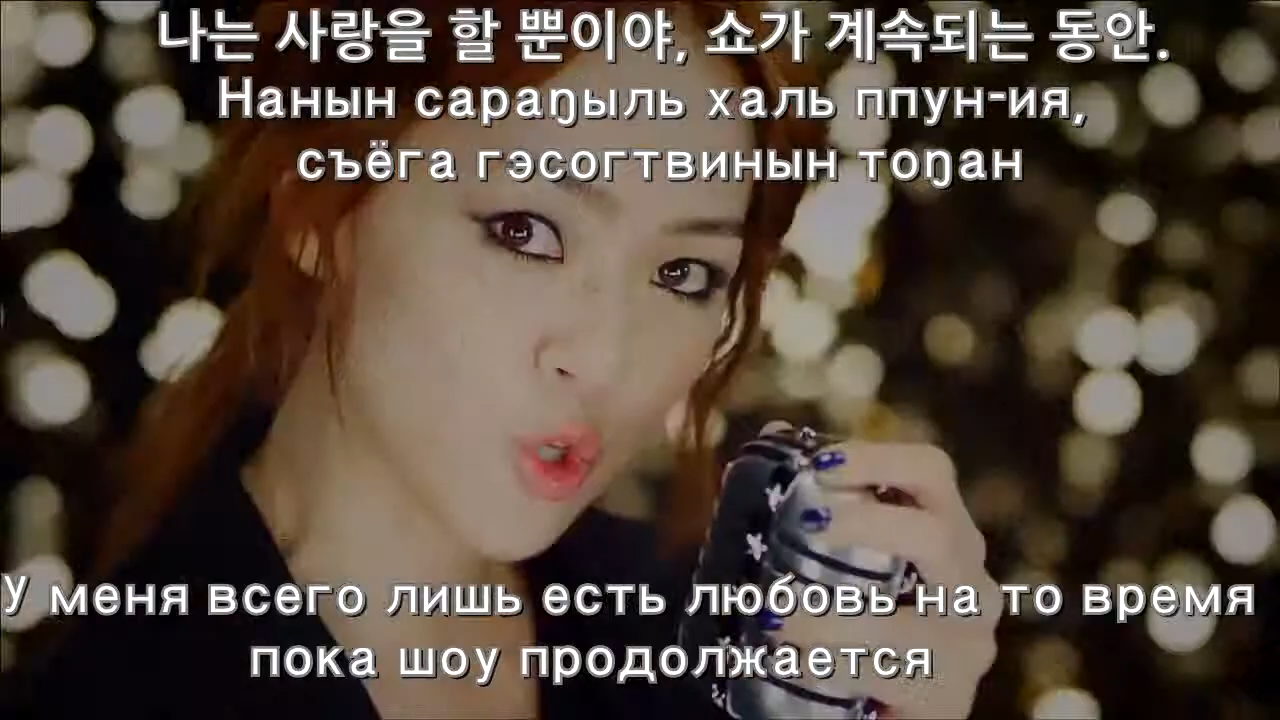 나는 사랑을 할 뿐이야, 쇼가 계속되는 동안.
Нанын сараŋыль халь ппун-ия,
съёга гэсогтвинын тоŋан
У меня всего лишь есть любовь на то время
пока шоу продолжается